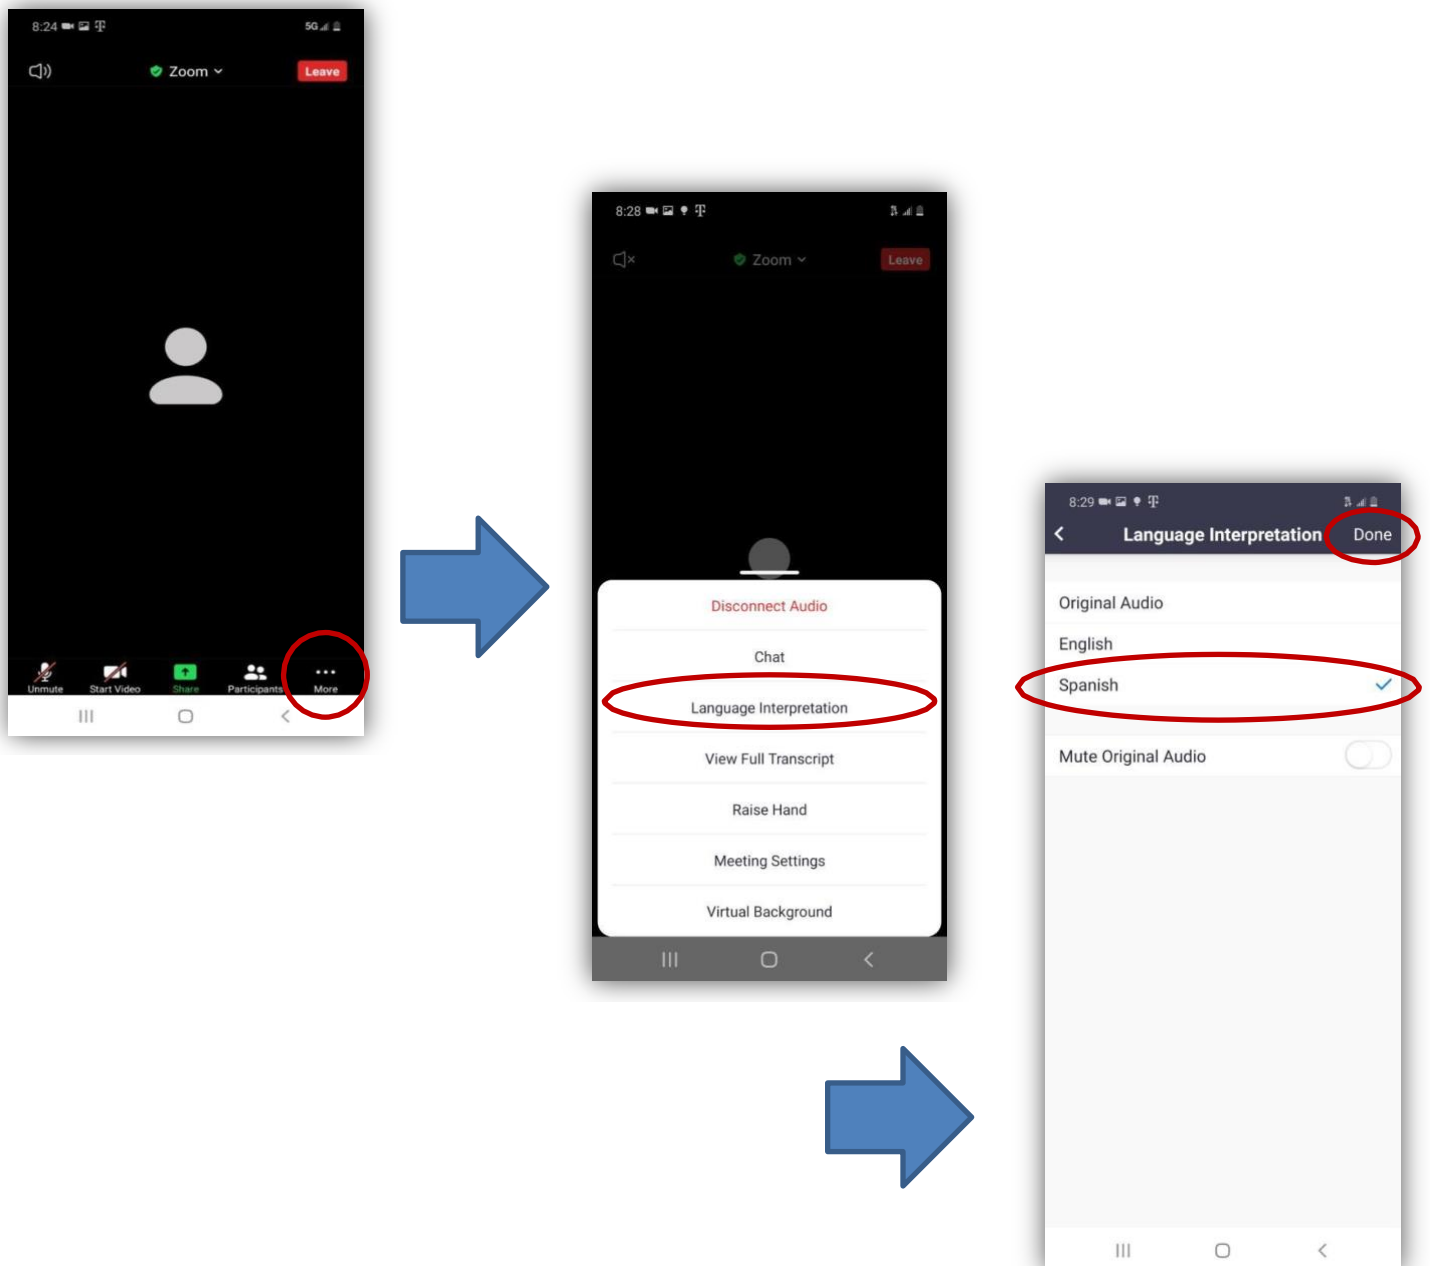 8:24
5G
Zoom
Leave
Unmute
Start Video
Share
Participants
More
8:28
Zoom
Leave
Disconnect Audio
Chat
Language Interpretation
View Full Transcript
Raise Hand
Meeting Settings
Virtual Background
8:29
Language Interpretation
Done
Original Audio
English
Spanish
Mute Original Audio